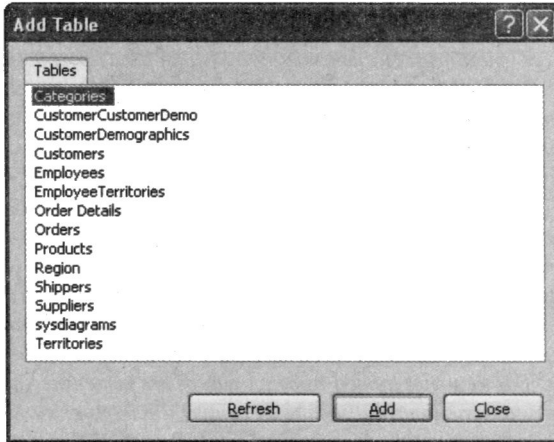 Add Table
Tables
Categories
CustomerCustomerDemo
CustomerDemographics
Customers
Employees
EmployeeTerritories
Order Details
Orders
Products
Region
Shippers
Suppliers
sysdiagrams
Territories
Refresh
Add
Close